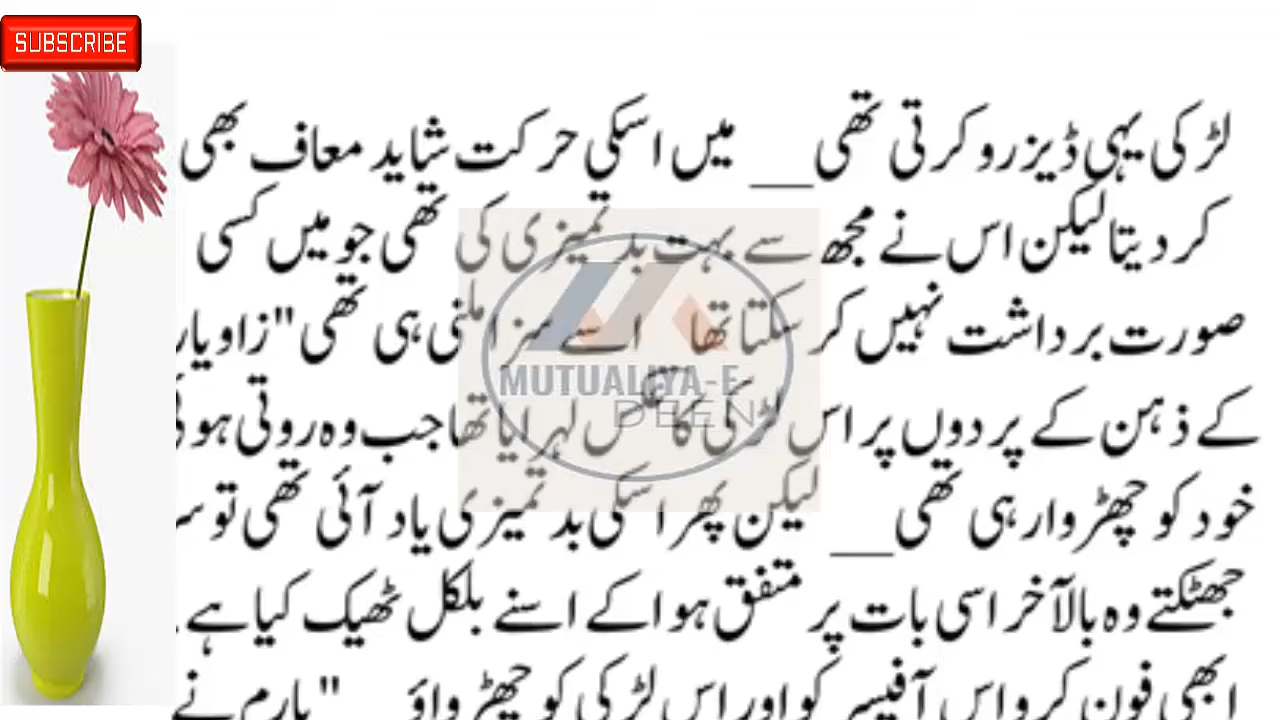 SUBSCRIBE
لڑکی یہی ڈیزرو کرتی تھی__ میں اسکی حرکت شاید معاف بھی
کر دیتا لیکن اس نے مجھ سے بہت بدتمیزی کی تھی جو میں کسی
صورت برداشت نہیں کر سکتا تھا اسے سزا ملنی ہی تھی" زاویار
کے ذہن کے پردوں پر اس لڑکی کا عکس لہرایا تھا جب وہ روتی ہوئی
خود کو چھڑوا رہی تھی__ لیکن پھر اسکی بدتمیزی یاد آئی تھی تو
جھٹکتے وہ بالآخر اسی بات پر متفق ہوا کے اسنے بلکل ٹھیک کیا ہے
ابھی فون کرو اس آفیسر کو اور اس لڑکی کو چھڑواؤ " یارم نے
MUTUALIYA-E
DEEN